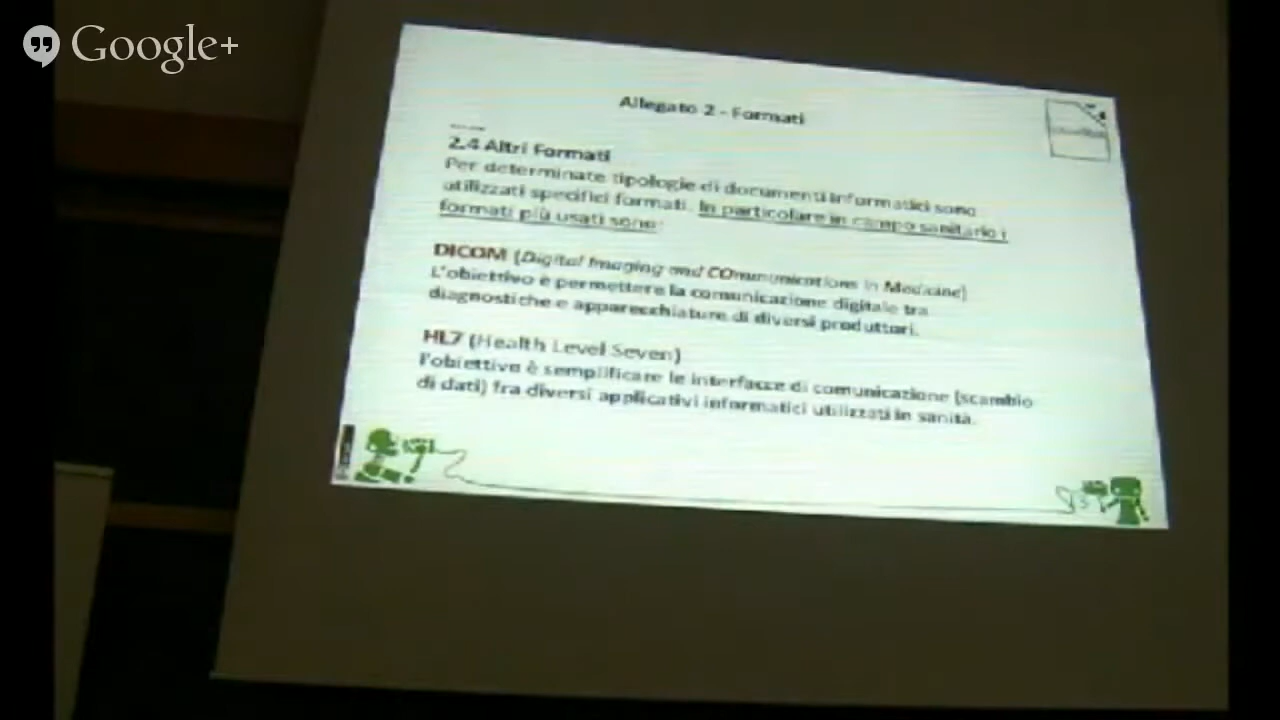 Google+
Allegato 2 - Formati
2.4 Altri Formati
Per determinate tipologie di documenti informatici sono
utilizzati specifici formati. In particolare in campo sanitario i
formati più usati sono:
DICOM (Digital Imaging and COmmunications in Medicine)
L'obiettivo è permettere la comunicazione digitale tra
diagnostiche e apparecchiature di diversi produttori.
HL7 (Health Level Seven)
l'obiettivo è semplificare le interfacce di comunicazione (scambio
di dati) fra diversi applicativi informatici utilizzati in sanità.